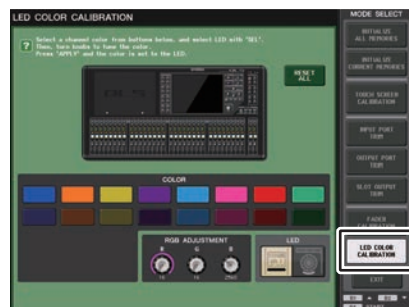 LED COLOR CALIBRATION
MODE SELECT
? Select a channel color from buttons below, and select LED with "SEL".
Then, turn knobs to tune the color.
Press "APPLY" and the color is set to the LED.
RESET
ALL
INITIALIZE
ALL MEMORIES
INITIALIZE
CURRENT MEMORIES
TOUCH SCREEN
CALIBRATION
INPUT PORT
TRIM
OUTPUT PORT
TRIM
SLOT OUTPUT
TRIM
FADER
CALIBRATION
LED COLOR
CALIBRATION
EXIT
COLOR
RGB ADJUSTMENT
R
G
B
LED